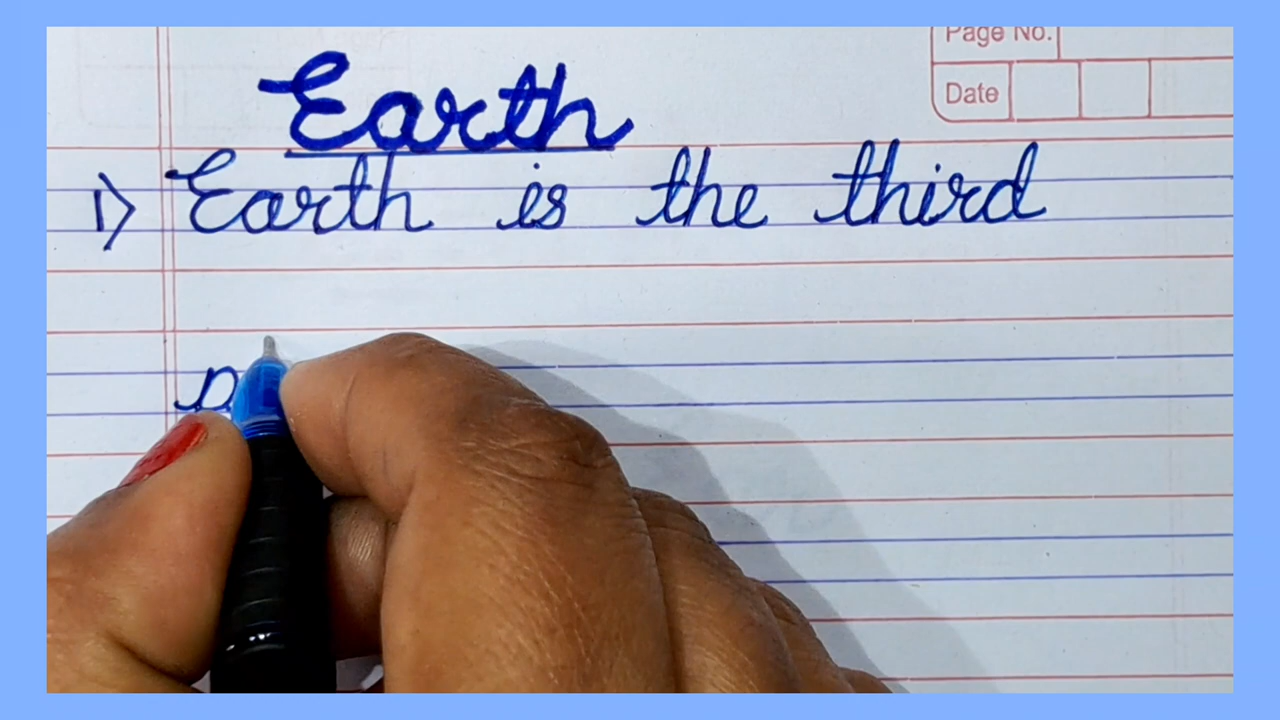 Page No.
Date
Earth
1) Earth is the third